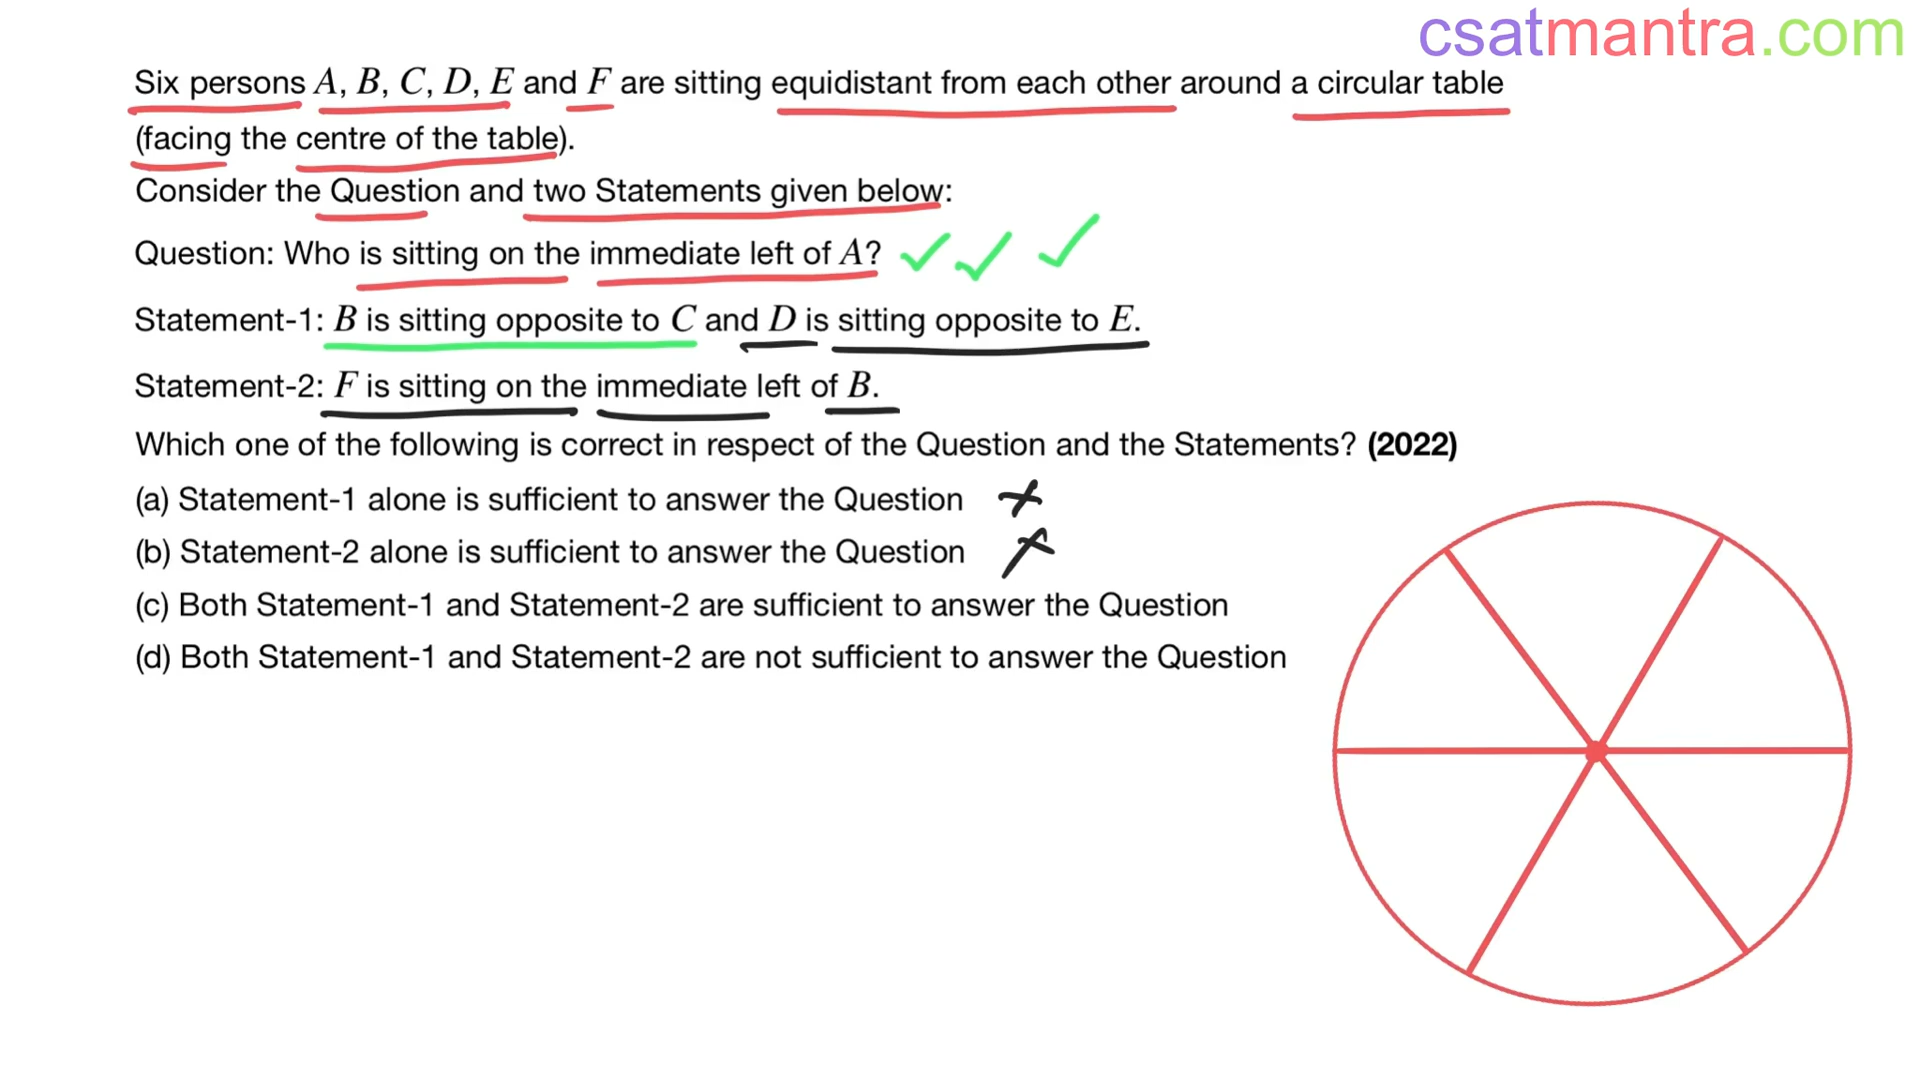 csatmantra.com
Six persons A, B, C, D, E and F are sitting equidistant from each other around a circular table
(facing the centre of the table).
Consider the Question and two Statements given below:
Question: Who is sitting on the immediate left of A?
Statement-1: B is sitting opposite to C and D is sitting opposite to E.
Statement-2: F is sitting on the immediate left of B.
Which one of the following is correct in respect of the Question and the Statements? (2022)
(a) Statement-1 alone is sufficient to answer the Question
(b) Statement-2 alone is sufficient to answer the Question
(c) Both Statement-1 and Statement-2 are sufficient to answer the Question
(d) Both Statement-1 and Statement-2 are not sufficient to answer the Question